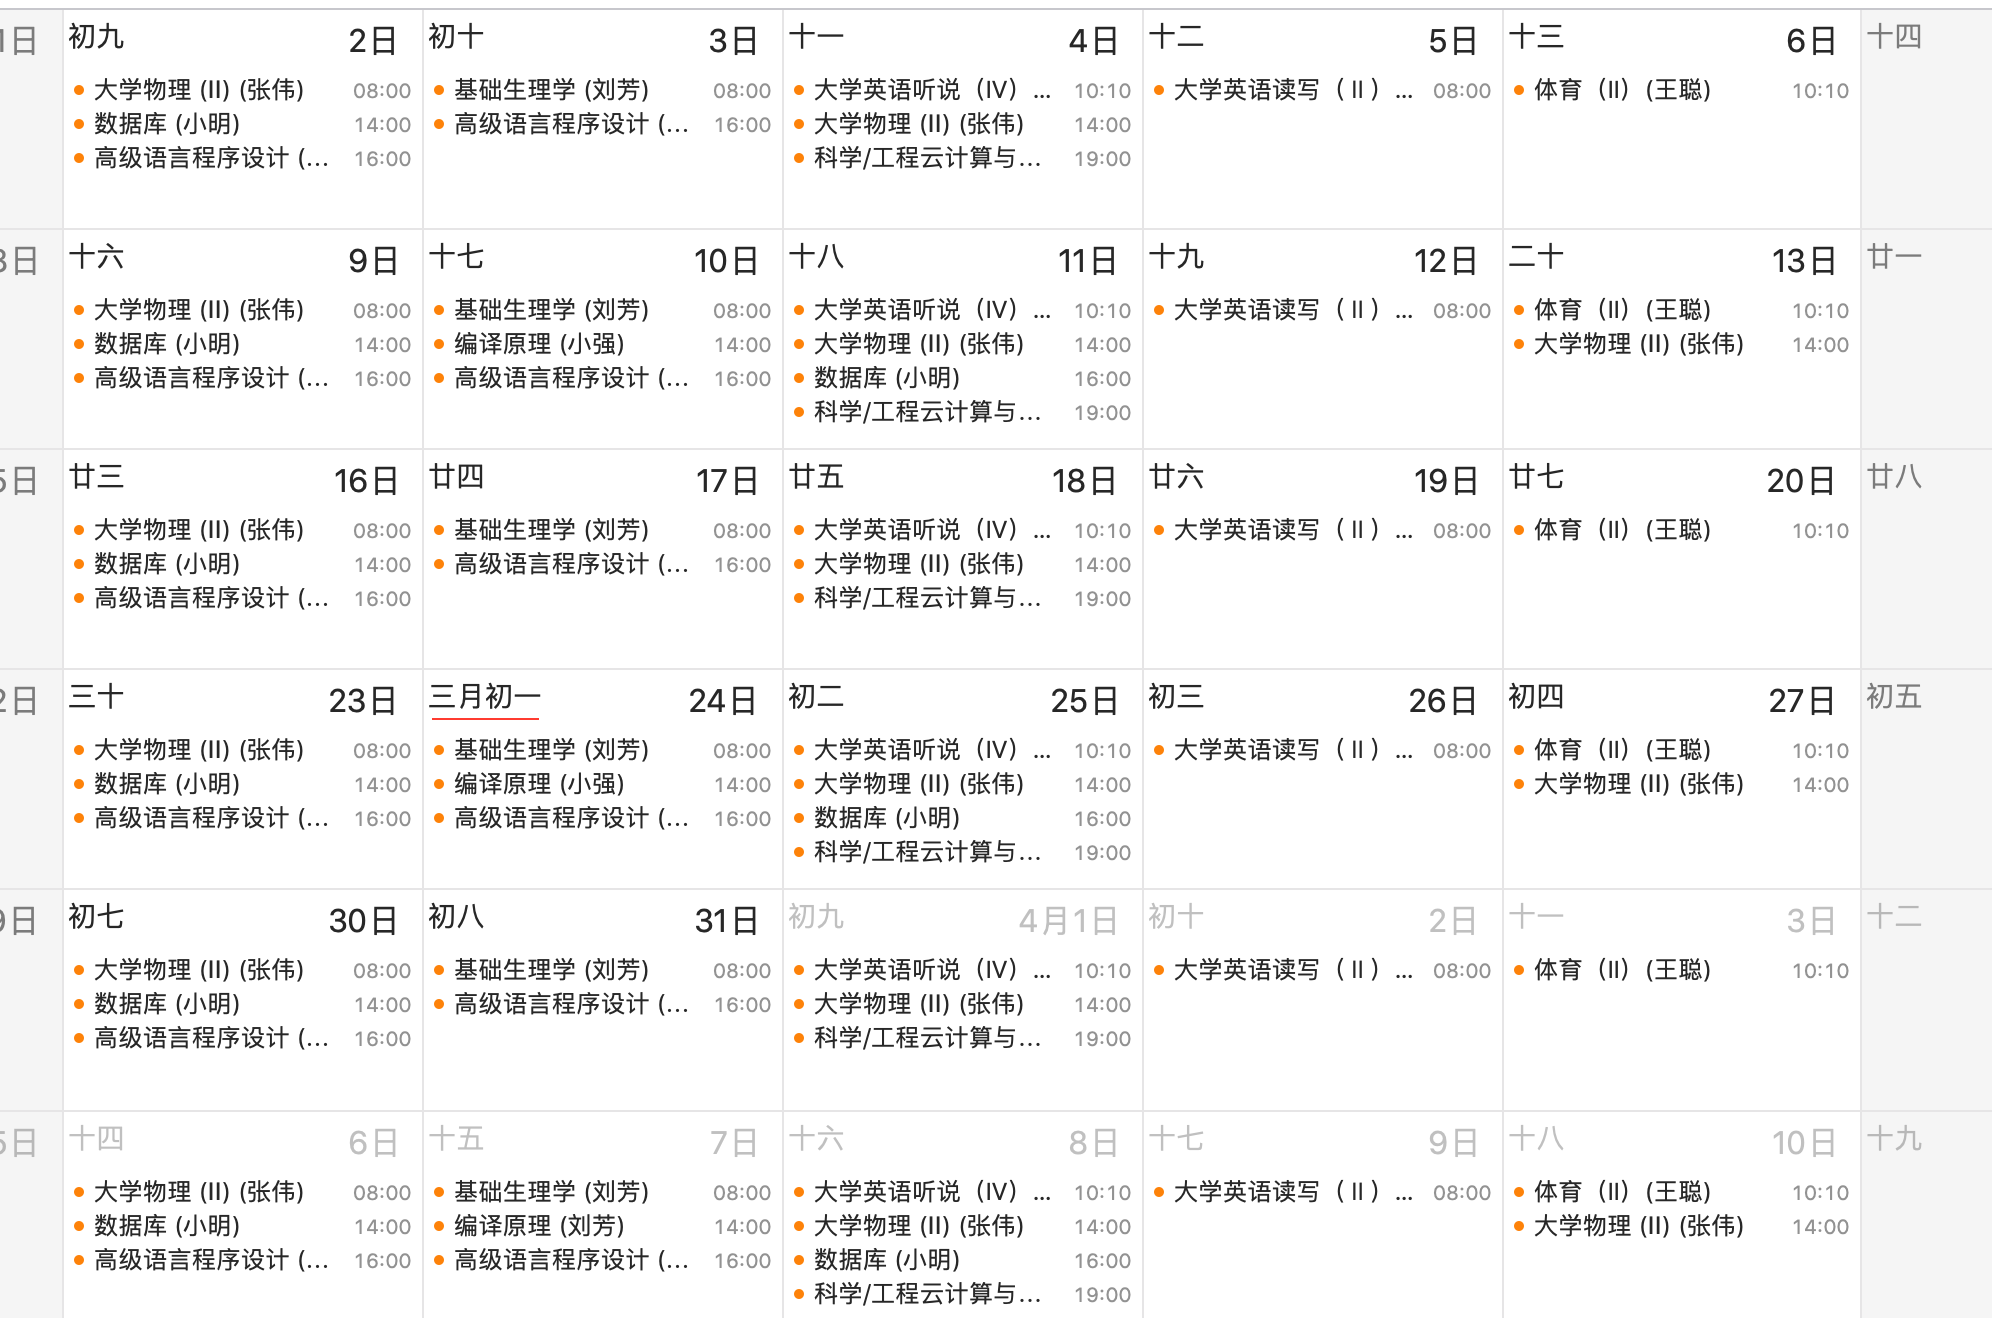 1日
初九 2日
大学物理 (II) (张伟) 08:00
数据库 (小明) 14:00
高级语言程序设计 (... 16:00
初十 3日
基础生理学 (刘芳) 08:00
高级语言程序设计 (... 16:00
十一 4日
大学英语听说（IV） ... 10:10
大学物理 (II) (张伟) 14:00
科学/工程云计算与... 19:00
十二 5日
大学英语读写（ II ） ... 08:00
十三 6日
体育（II） (王聪) 10:10
十四
日
十六 9日
大学物理 (II) (张伟) 08:00
数据库 (小明) 14:00
高级语言程序设计 (... 16:00
十七 10日
基础生理学 (刘芳) 08:00
编译原理 (小强) 14:00
高级语言程序设计 (... 16:00
十八 11日
大学英语听说（IV） ... 10:10
大学物理 (II) (张伟) 14:00
数据库 (小明) 16:00
科学/工程云计算与... 19:00
十九 12日
大学英语读写（ II ） ... 08:00
二十 13日
体育（II） (王聪) 10:10
大学物理 (II) (张伟) 14:00
廿一
5日
廿三 16日
大学物理 (II) (张伟) 08:00
数据库 (小明) 14:00
高级语言程序设计 (... 16:00
廿四 17日
基础生理学 (刘芳) 08:00
高级语言程序设计 (... 16:00
廿五 18日
大学英语听说（IV） ... 10:10
大学物理 (II) (张伟) 14:00
科学/工程云计算与... 19:00
廿六 19日
大学英语读写（ II ） ... 08:00
廿七 20日
体育（II） (王聪) 10:10
廿八
2日
三十 23日
大学物理 (II) (张伟) 08:00
数据库 (小明) 14:00
高级语言程序设计 (... 16:00
三月初一 24日
基础生理学 (刘芳) 08:00
编译原理 (小强) 14:00
高级语言程序设计 (... 16:00
初二 25日
大学英语听说（IV） ... 10:10
大学物理 (II) (张伟) 14:00
数据库 (小明) 16:00
科学/工程云计算与... 19:00
初三 26日
大学英语读写（ II ） ... 08:00
初四 27日
体育（II） (王聪) 10:10
大学物理 (II) (张伟) 14:00
初五
9日
初七 30日
大学物理 (II) (张伟) 08:00
数据库 (小明) 14:00
高级语言程序设计 (... 16:00
初八 31日
基础生理学 (刘芳) 08:00
高级语言程序设计 (... 16:00
初九 4月1日
大学英语听说（IV） ... 10:10
大学物理 (II) (张伟) 14:00
科学/工程云计算与... 19:00
初十 2日
大学英语读写（ II ） ... 08:00
十一 3日
体育（II） (王聪) 10:10
十二
5日
十四 6日
大学物理 (II) (张伟) 08:00
数据库 (小明) 14:00
高级语言程序设计 (... 16:00
十五 7日
基础生理学 (刘芳) 08:00
编译原理 (刘芳) 14:00
高级语言程序设计 (... 16:00
十六 8日
大学英语听说（IV） ... 10:10
大学物理 (II) (张伟) 14:00
数据库 (小明) 16:00
科学/工程云计算与... 19:00
十七 9日
大学英语读写（ II ） ... 08:00
十八 10日
体育（II） (王聪) 10:10
大学物理 (II) (张伟) 14:00
十九